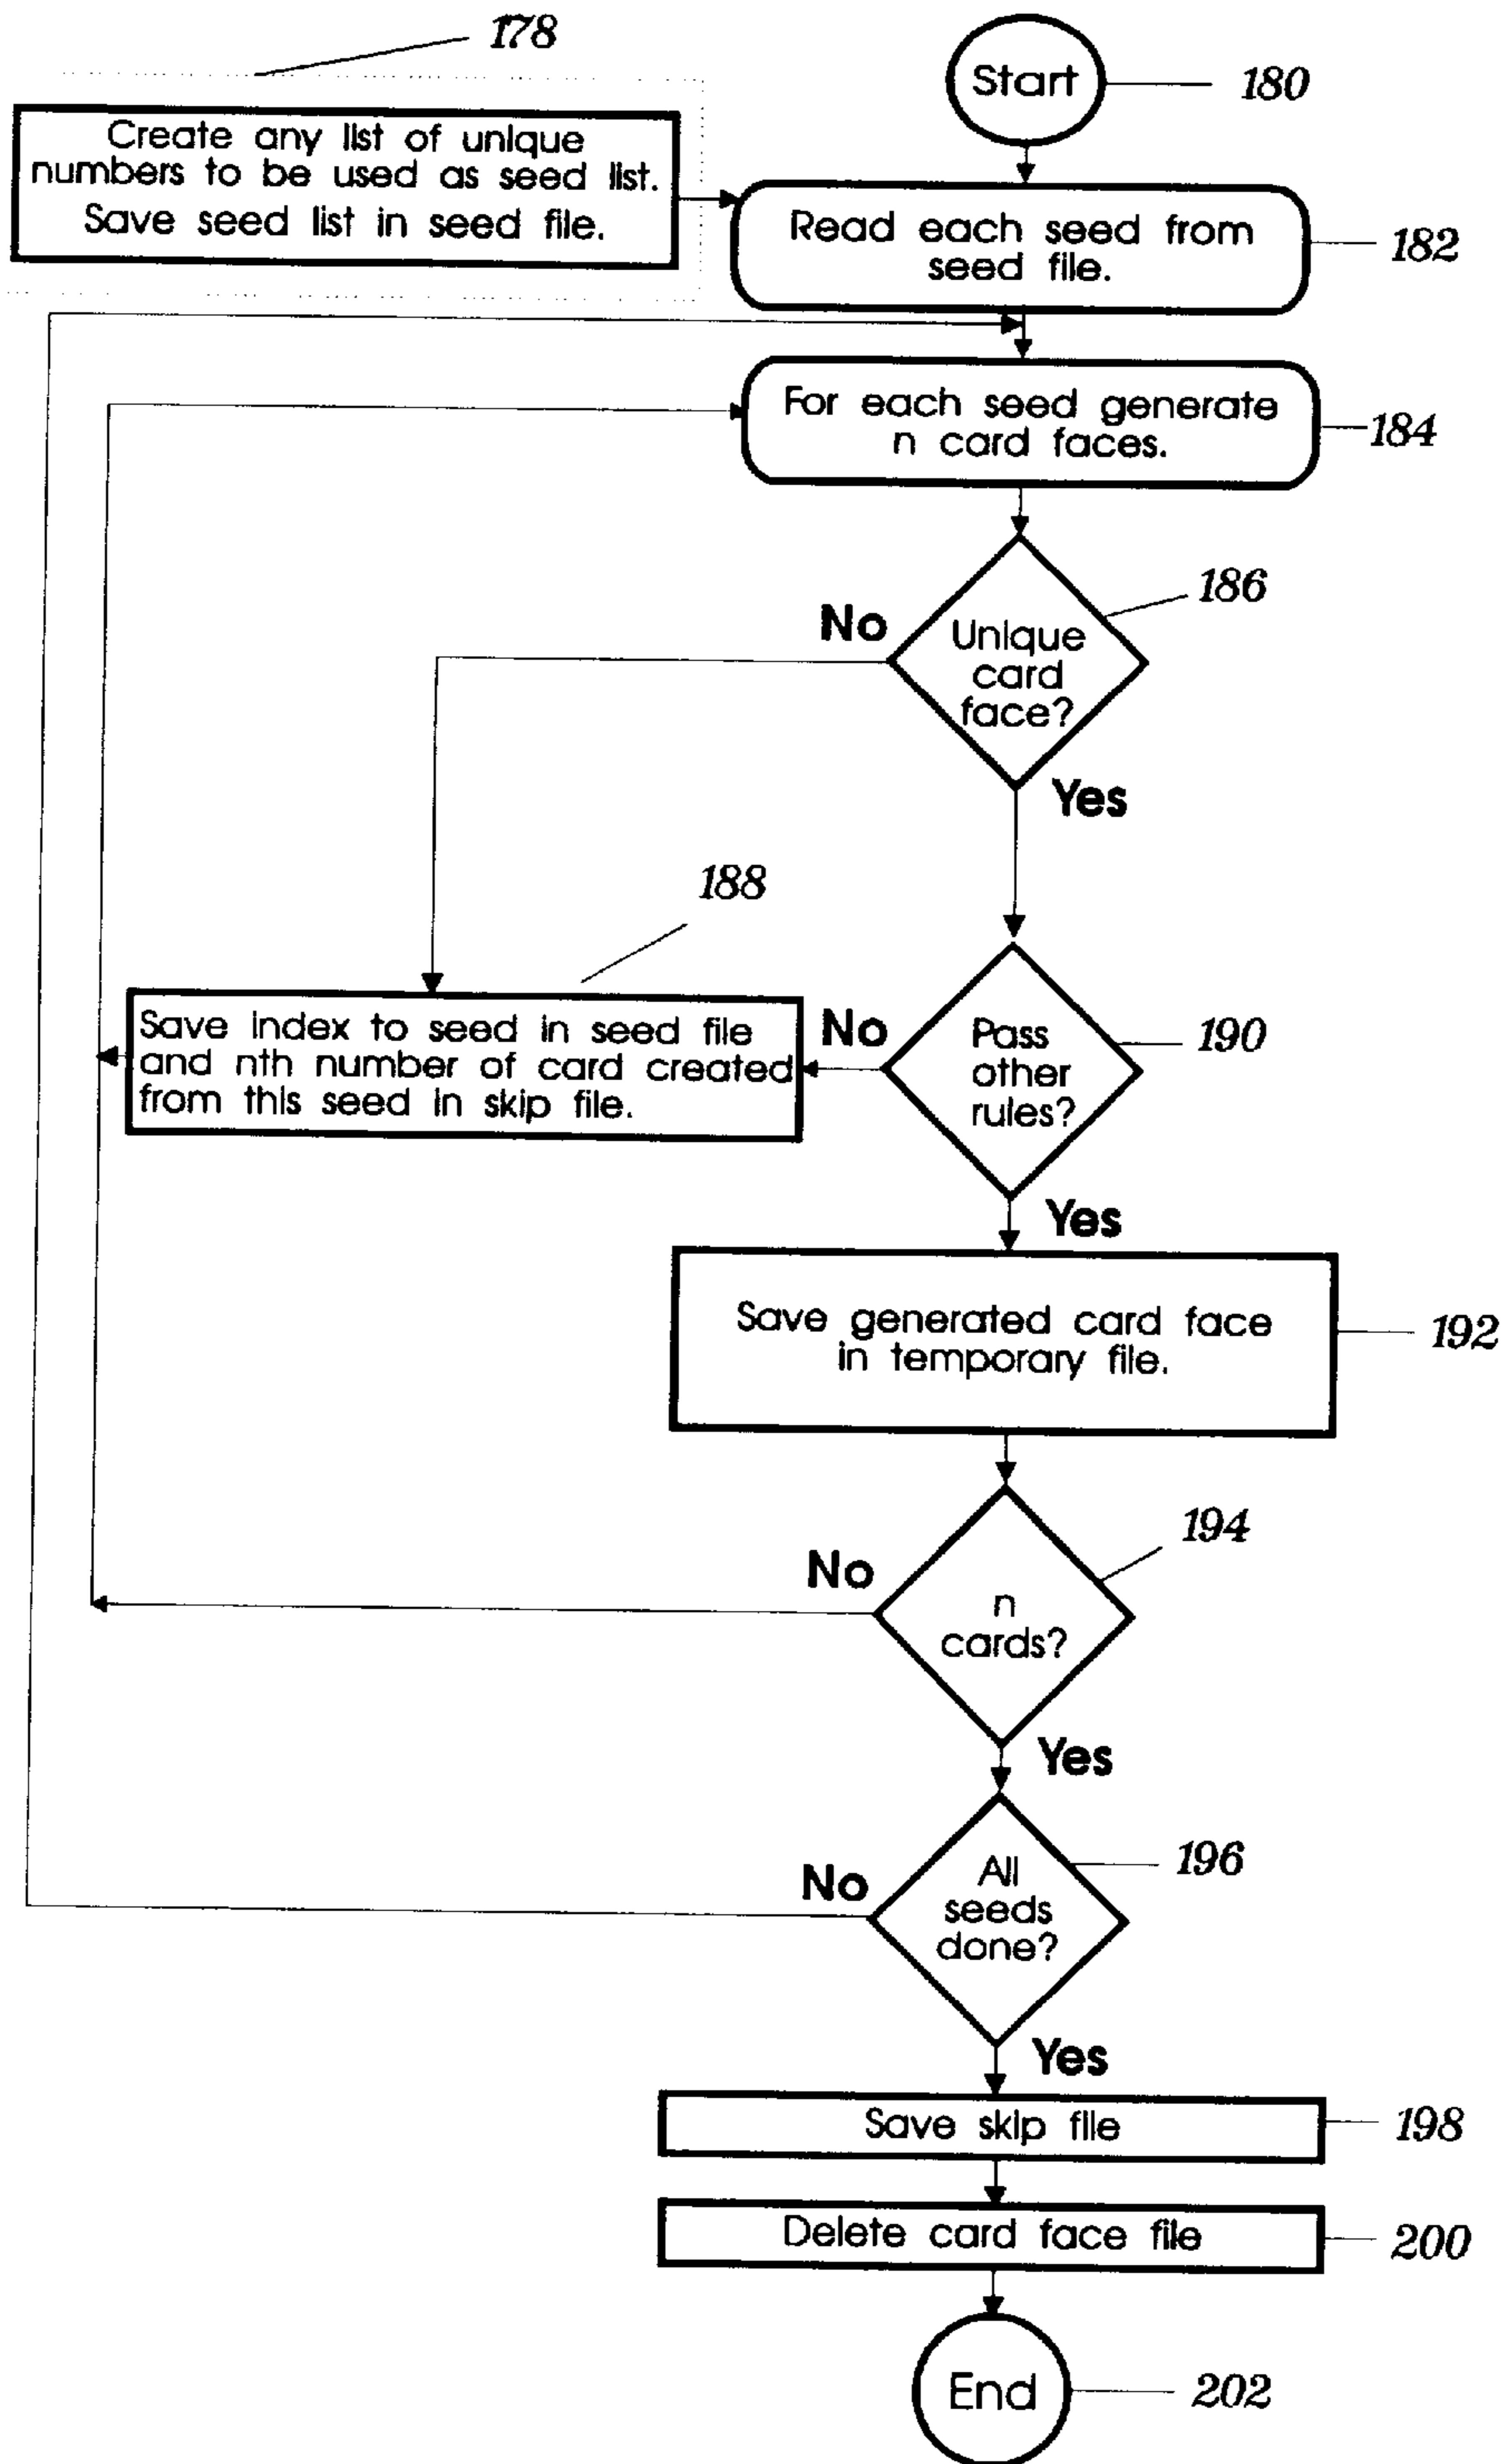 178
Start
180
Create any list of unique
numbers to be used as seed list.
Save seed list in seed file.
Read each seed from
seed file.
182
For each seed generate
n card faces.
184
186
No
Unique
card
face?
Yes
188
Save index to seed in seed file
and nth number of card created
from this seed in skip file.
No
Pass
other
rules?
190
Yes
Save generated card face
in temporary file.
192
194
No
n
cards?
Yes
196
No
All
seeds
done?
Yes
Save skip file
198
Delete card face file
200
End
202